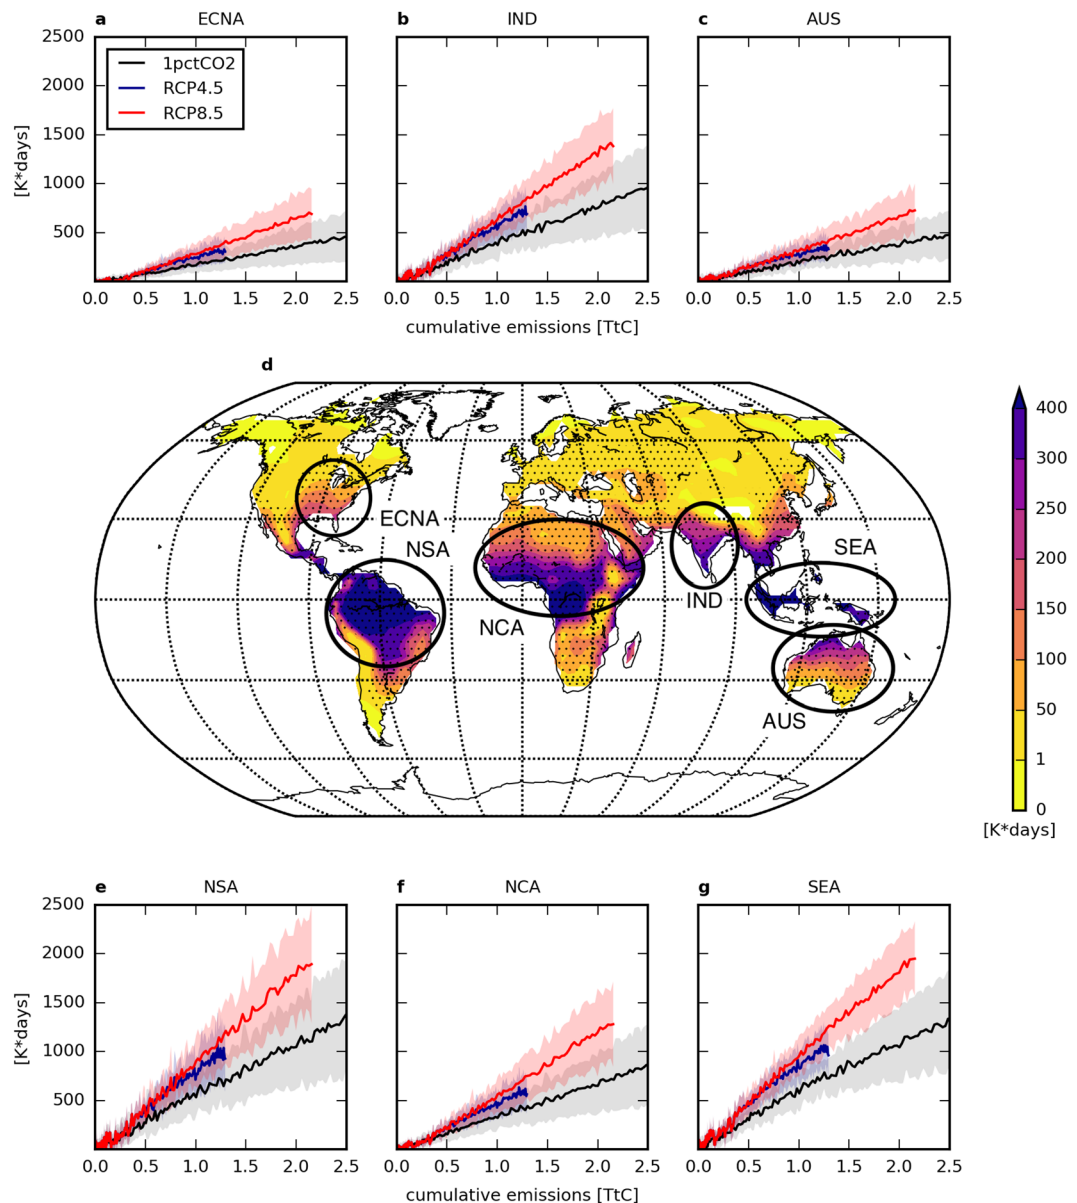 a ECNA b IND c AUS
2500
2000
1500
1000
500
[K*days]
1pctCO2
RCP4.5
RCP8.5
0.0 0.5 1.0 1.5 2.0 2.5 0.0 0.5 1.0 1.5 2.0 2.5 0.0 0.5 1.0 1.5 2.0 2.5
cumulative emissions [TtC]
d
ECNA
NSA
NCA
IND
SEA
AUS
400
300
250
200
150
100
50
1
0
[K*days]
e NSA f NCA g SEA
2500
2000
1500
1000
500
[K*days]
0.0 0.5 1.0 1.5 2.0 2.5 0.0 0.5 1.0 1.5 2.0 2.5 0.0 0.5 1.0 1.5 2.0 2.5
cumulative emissions [TtC]